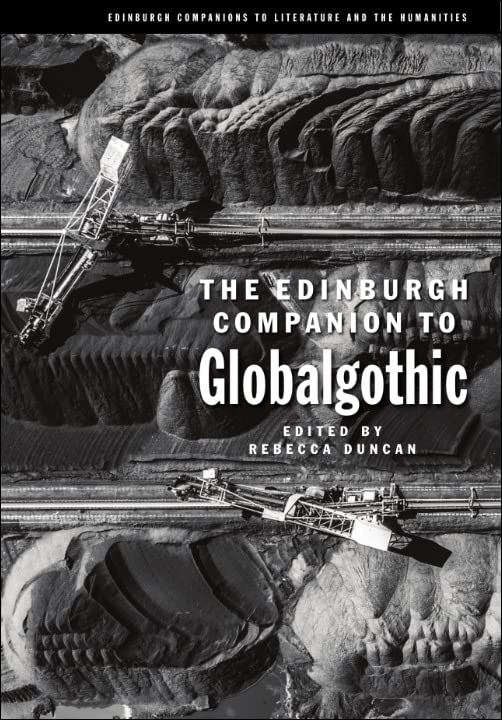 EDINBURGH COMPANIONS TO LITERATURE AND THE HUMANITIES
THE EDINBURGH
COMPANION TO
Globalgothic
EDITED BY
REBECCA DUNCAN